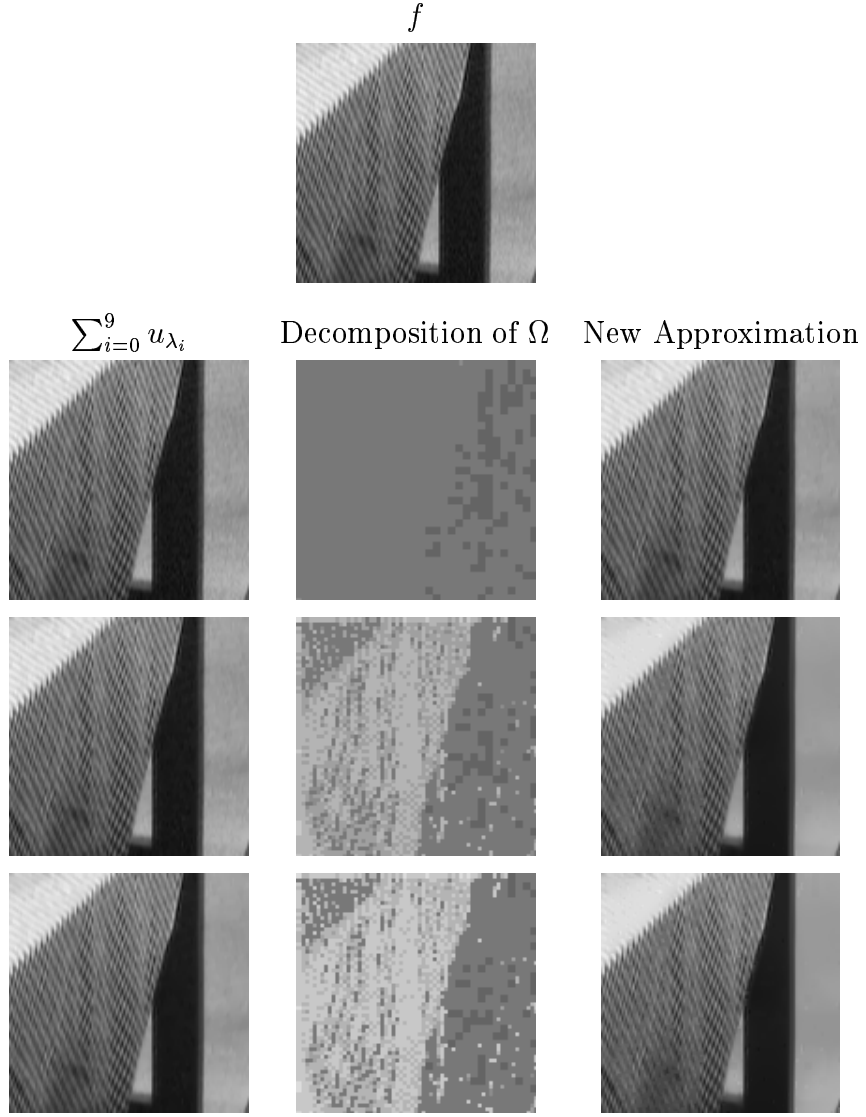 f
∑_{i=0}^{9} u_{λ_i} Decomposition of Ω New Approximation